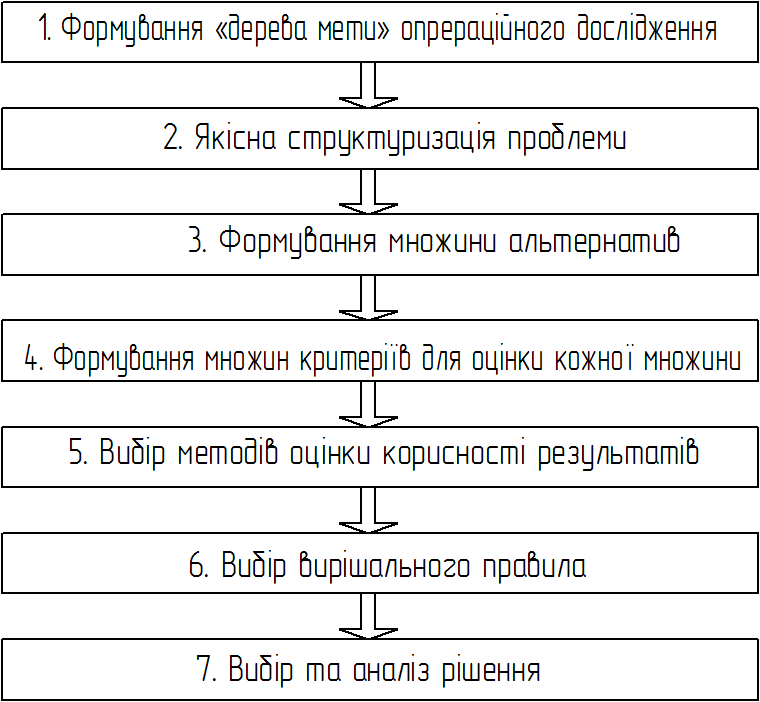 1. Формування «дерева мети» опрераційного дослідження
2. Якісна структуризація проблеми
3. Формування множини альтернатив
4. Формування множин критеріїв для оцінки кожної множини
5. Вибір методів оцінки корисності результатів
6. Вибір вирішального правила
7. Вибір та аналіз рішення